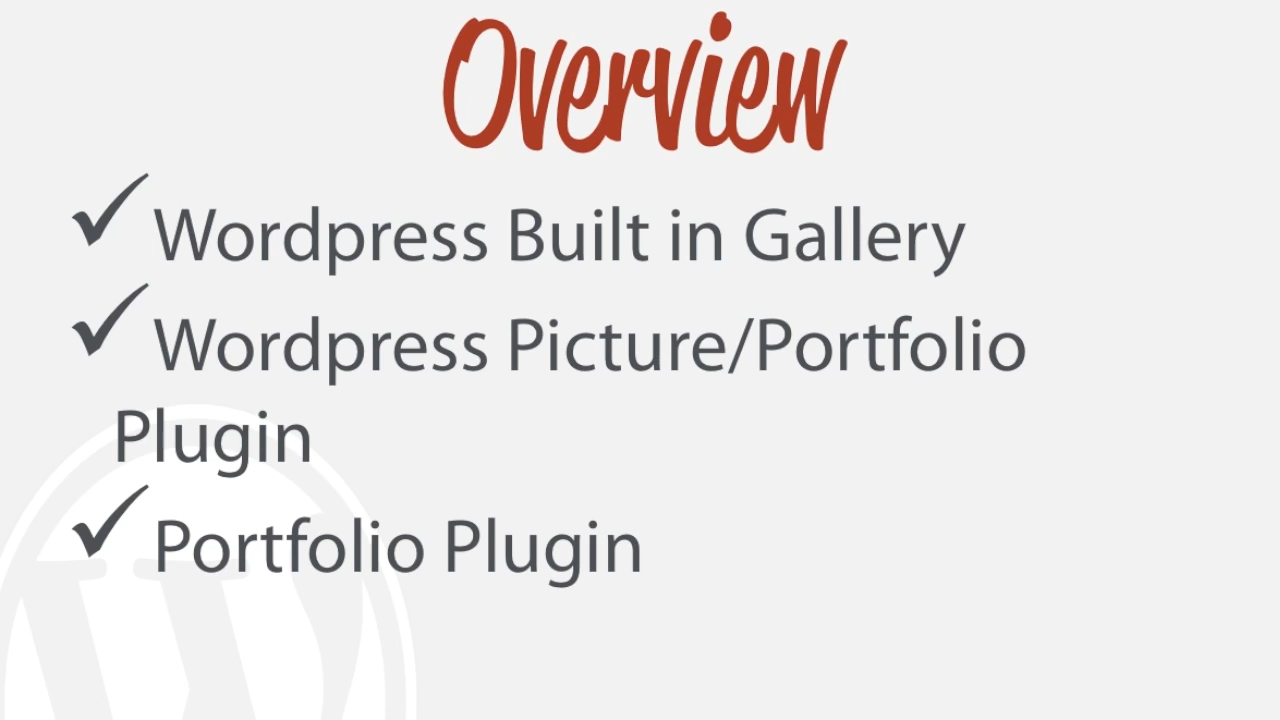 Overview
Wordpress Built in Gallery
Wordpress Picture/Portfolio
Plugin
Portfolio Plugin